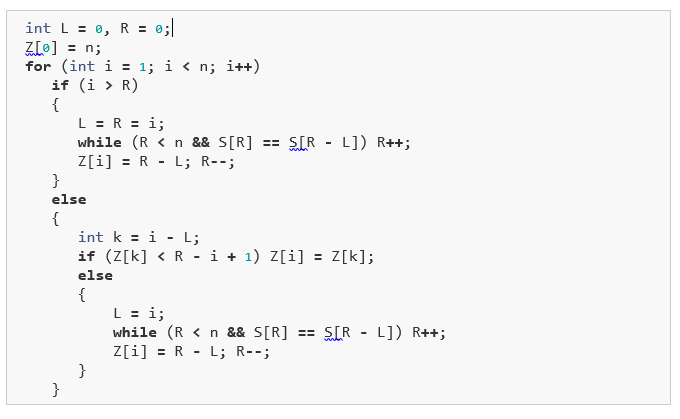 int L = 0, R = 0;
Z[0] = n;
for (int i = 1; i < n; i++)
if (i > R)
{
L = R = i;
while (R < n && S[R] == S[R - L]) R++;
Z[i] = R - L; R--;
}
else
{
int k = i - L;
if (Z[k] < R - i + 1) Z[i] = Z[k];
else
{
L = i;
while (R < n && S[R] == S[R - L]) R++;
Z[i] = R - L; R--;
}
}